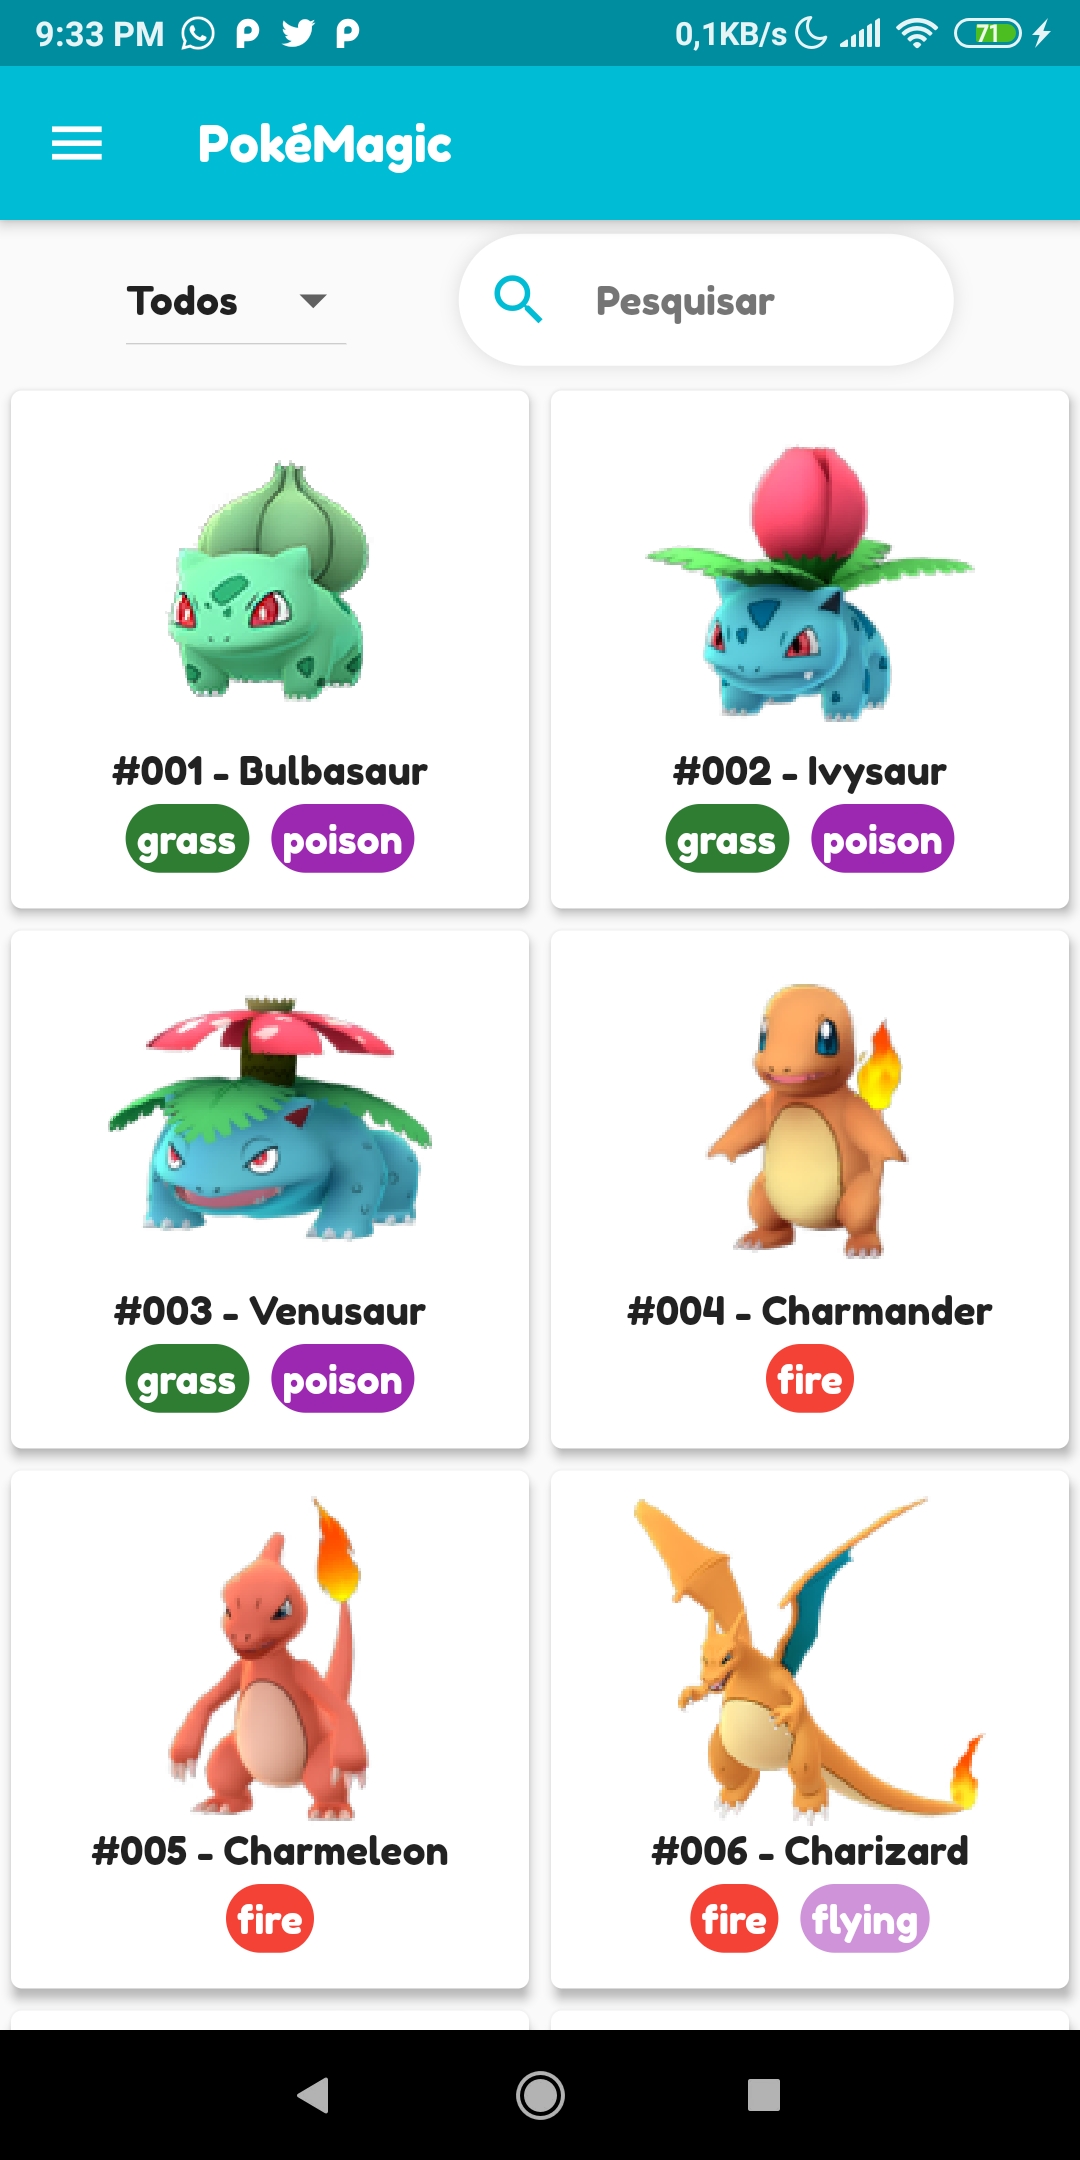 9:33 PM 0,1KB/s 71
PokéMagic
Todos Pesquisar
#001 - Bulbasaur
grass poison
#002 - Ivysaur
grass poison
#003 - Venusaur
grass poison
#004 - Charmander
fire
#005 - Charmeleon
fire
#006 - Charizard
fire flying